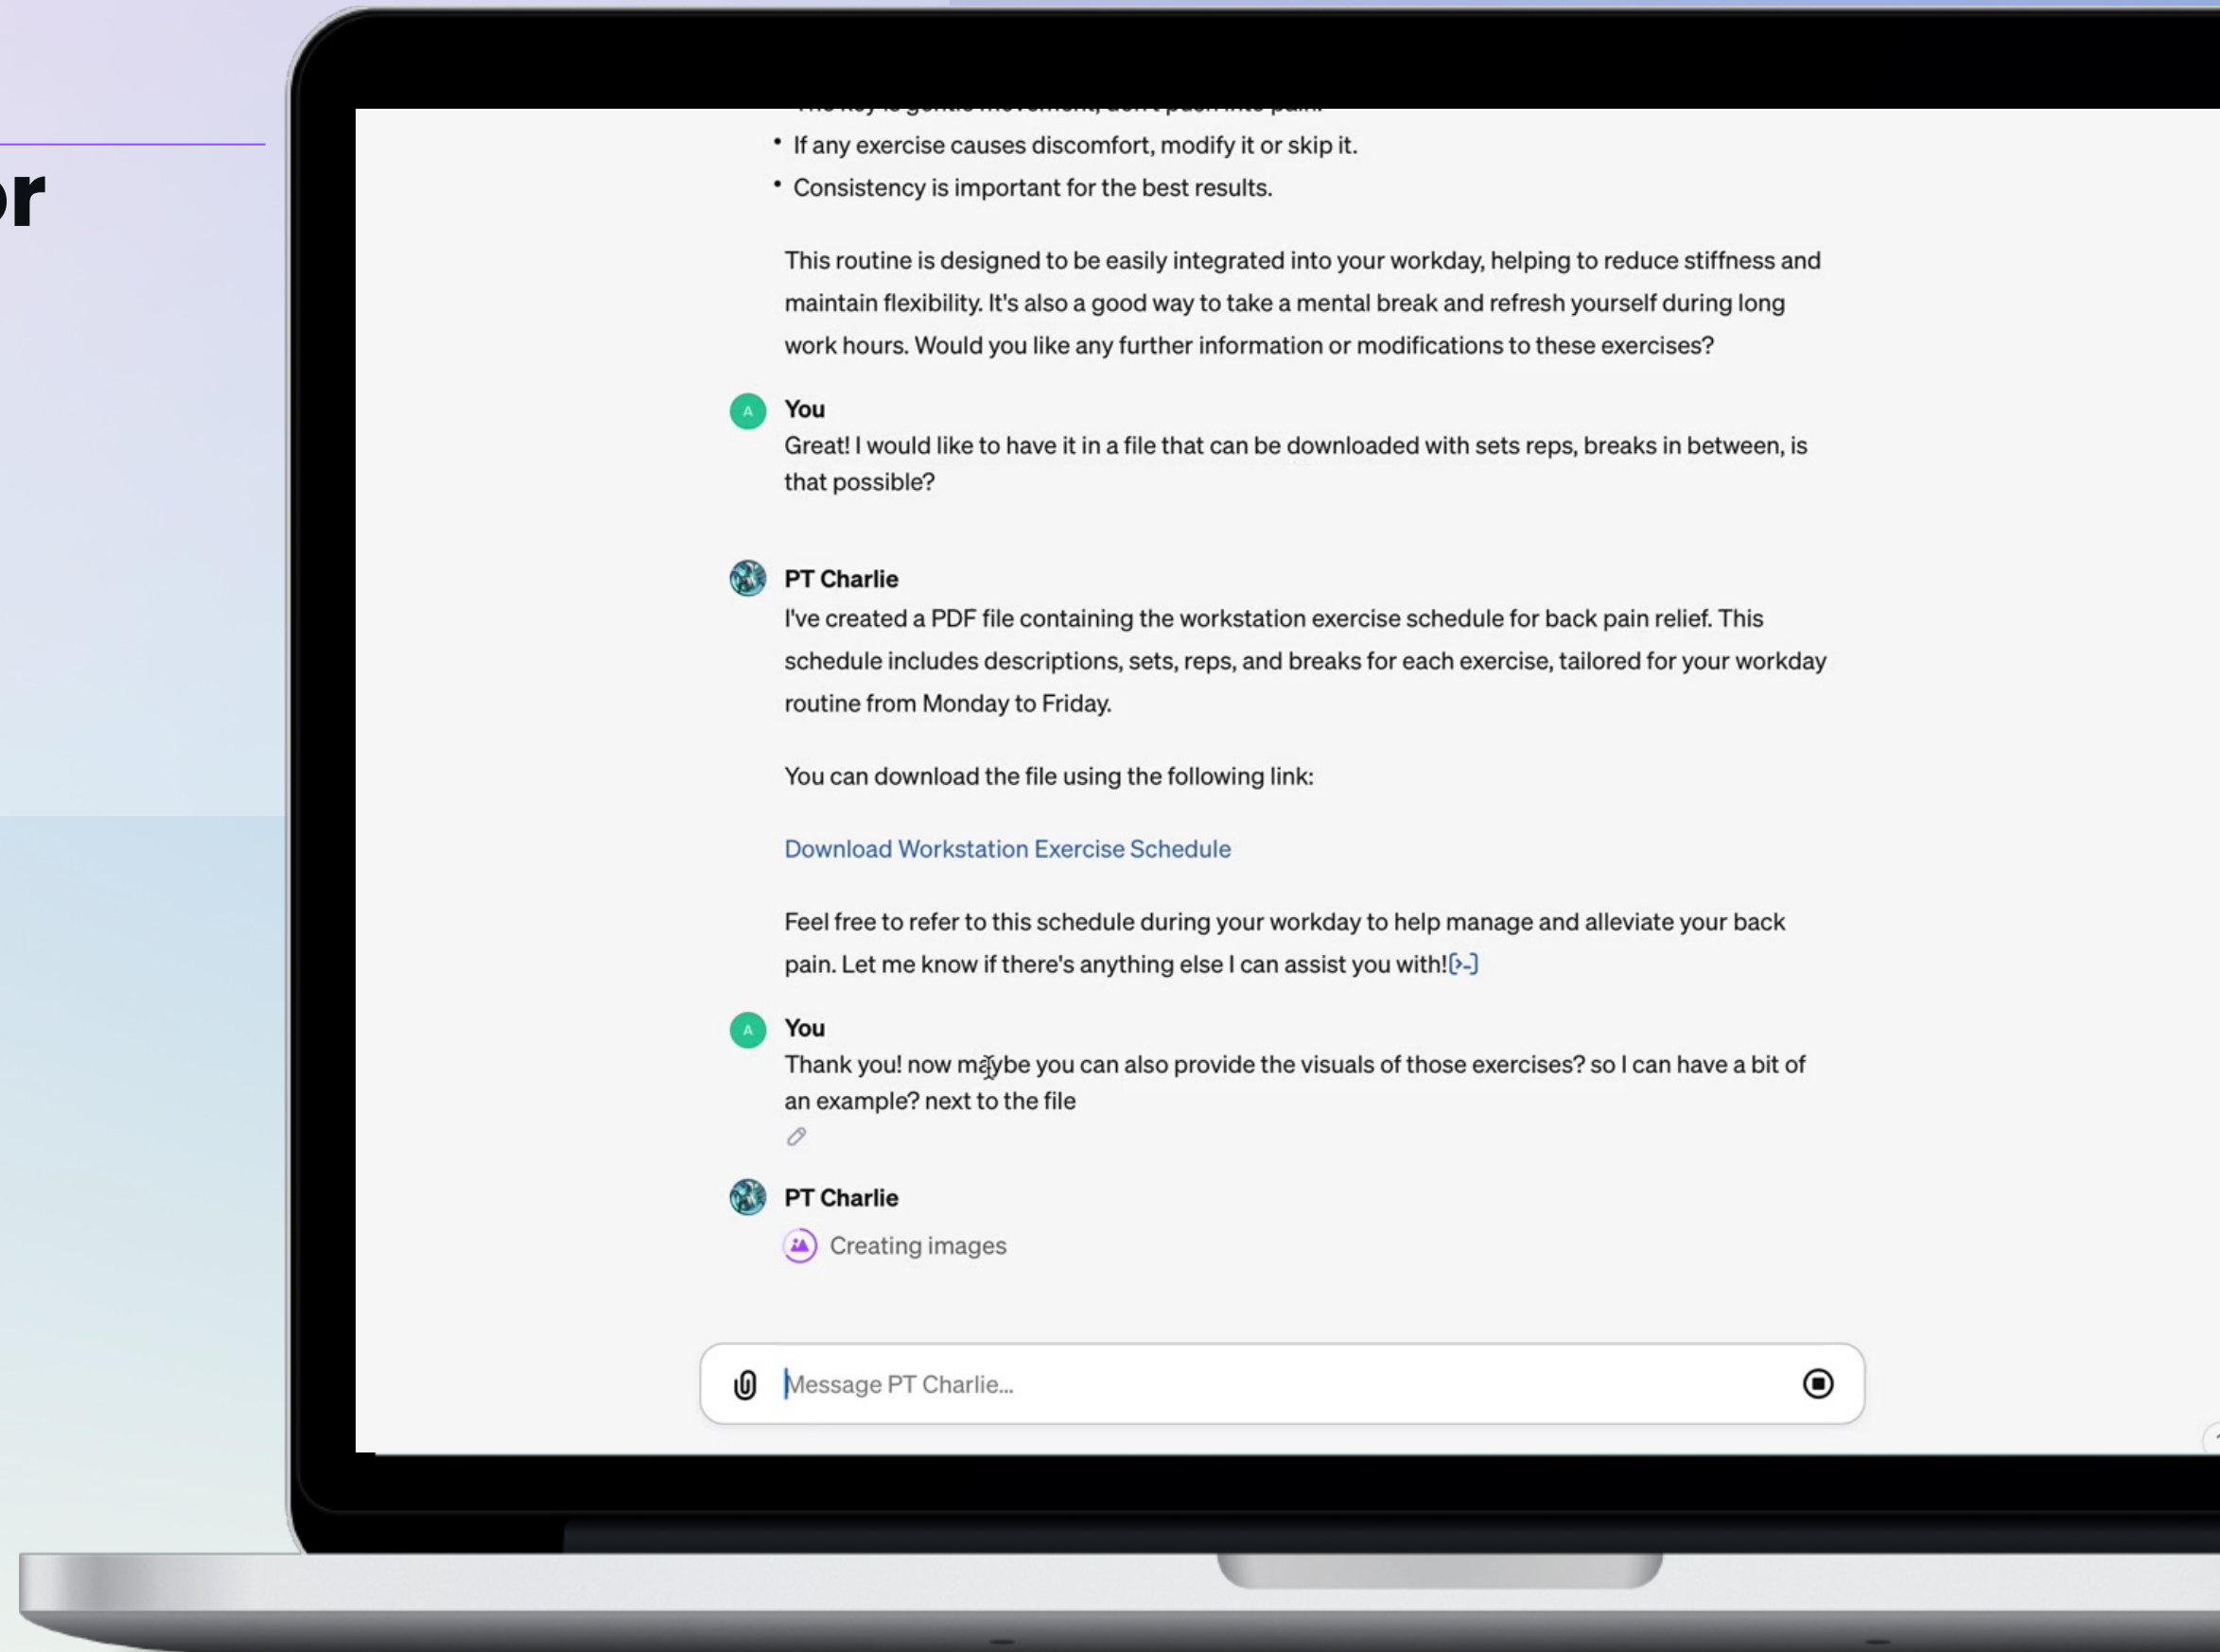 or
The key is gentle movement, don't push into pain.
• If any exercise causes discomfort, modify it or skip it.
• Consistency is important for the best results.
This routine is designed to be easily integrated into your workday, helping to reduce stiffness and
maintain flexibility. It's also a good way to take a mental break and refresh yourself during long
work hours. Would you like any further information or modifications to these exercises?
A
You
Great! I would like to have it in a file that can be downloaded with sets reps, breaks in between, is
that possible?
PT Charlie
I've created a PDF file containing the workstation exercise schedule for back pain relief. This
schedule includes descriptions, sets, reps, and breaks for each exercise, tailored for your workday
routine from Monday to Friday.
You can download the file using the following link:
Download Workstation Exercise Schedule
Feel free to refer to this schedule during your workday to help manage and alleviate your back
pain. Let me know if there's anything else I can assist you with![>-]
A
You
Thank you! now maybe you can also provide the visuals of those exercises? so I can have a bit of
an example? next to the file
PT Charlie
Creating images
Message PT Charlie...